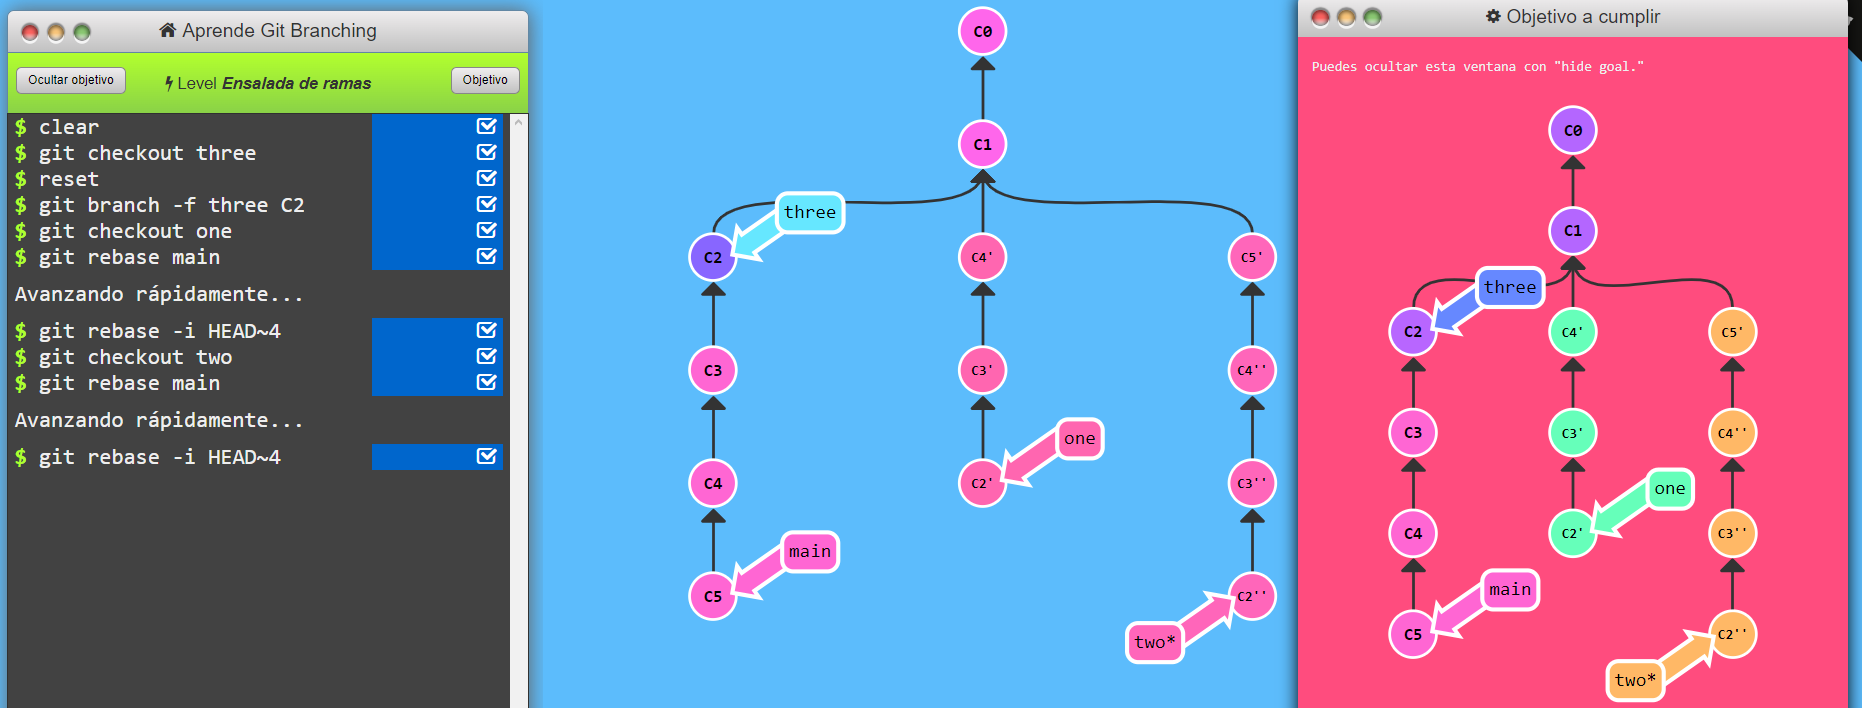 Aprende Git Branching
Ocultar objetivo
Level Ensalada de ramas
Objetivo
$ clear
$ git checkout three
$ reset
$ git branch -f three C2
$ git checkout one
$ git rebase main
Avanzando rápidamente...
$ git rebase -i HEAD~4
$ git checkout two
$ git rebase main
Avanzando rápidamente...
$ git rebase -i HEAD~4
C0
C1
three
C2
C4'
C5'
C3
C3'
C4''
one
C4
C2'
C3''
main
C5
C2''
two*
Objetivo a cumplir
Puedes ocultar esta ventana con "hide goal."
C0
C1
three
C2
C4'
C5'
C3
C3'
C4''
one
C4
C2'
C3''
main
C5
C2''
two*